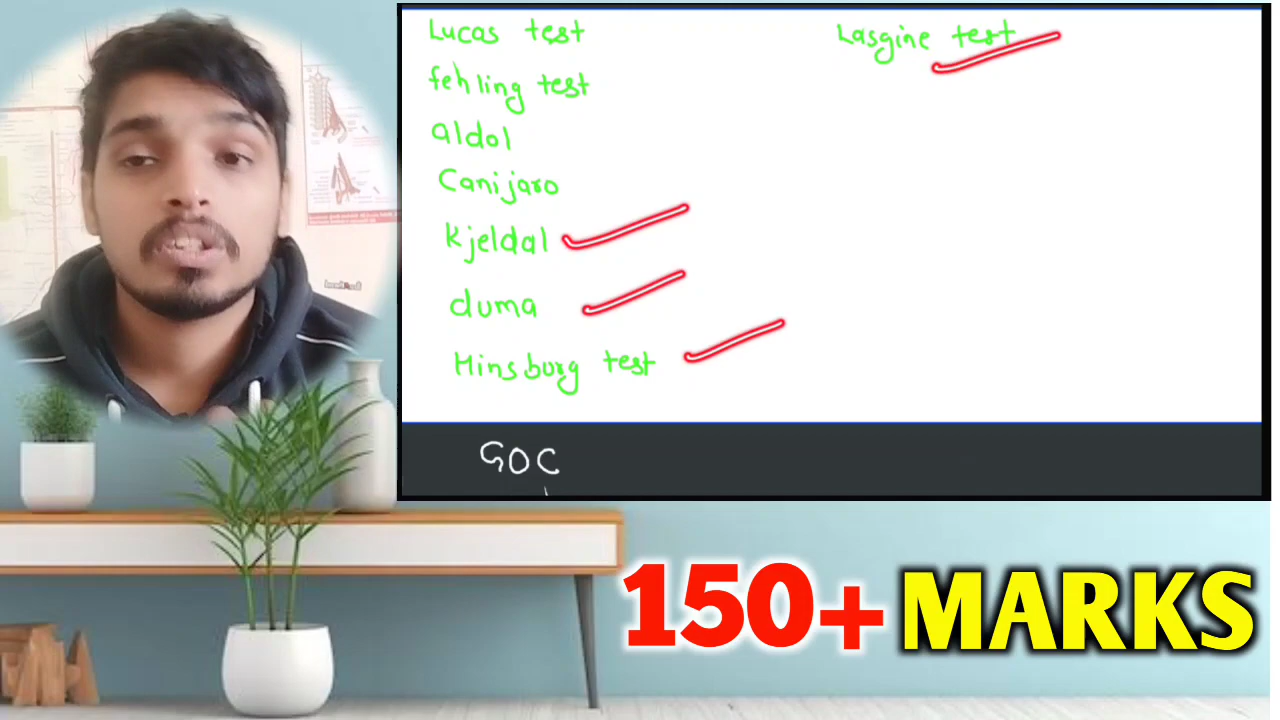 Lucas test
fehling test
aldol
Canijaro
Kjeldal
duma
Hinsburg test
Lasgine test
GOC
150+ MARKS